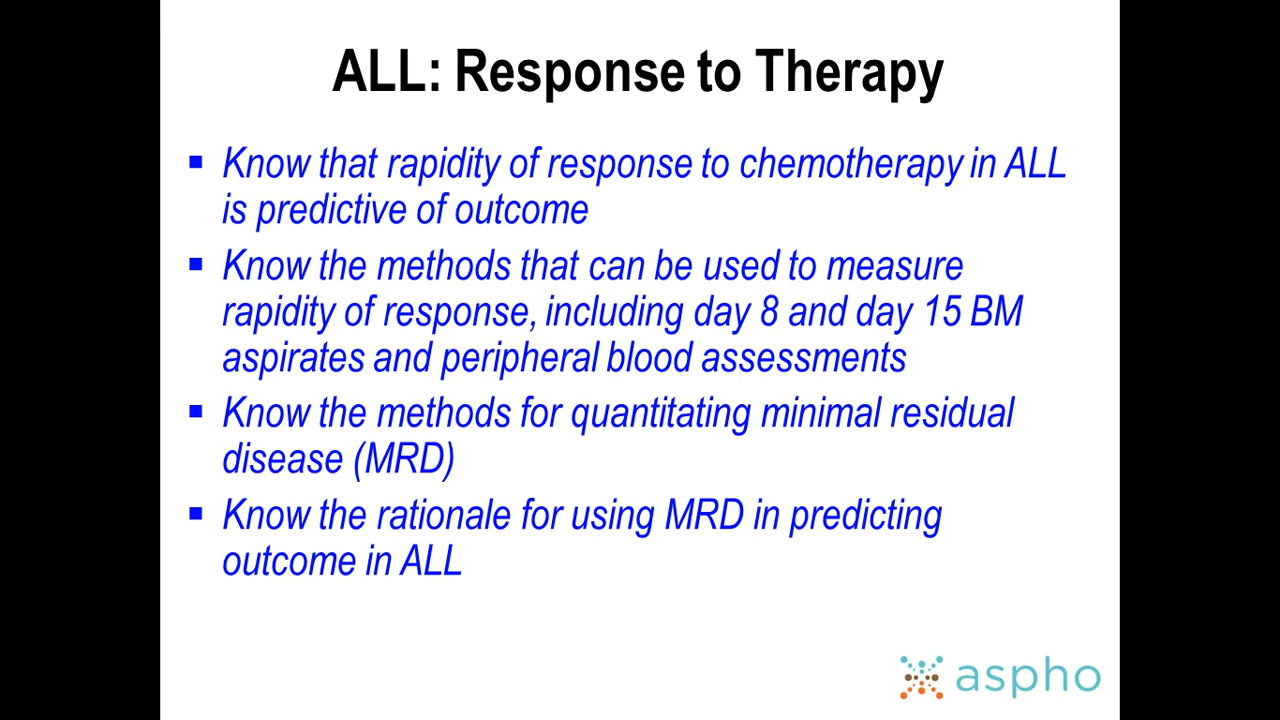 ALL: Response to Therapy
▪ Know that rapidity of response to chemotherapy in ALL
is predictive of outcome
▪ Know the methods that can be used to measure
rapidity of response, including day 8 and day 15 BM
aspirates and peripheral blood assessments
▪ Know the methods for quantitating minimal residual
disease (MRD)
▪ Know the rationale for using MRD in predicting
outcome in ALL
aspho